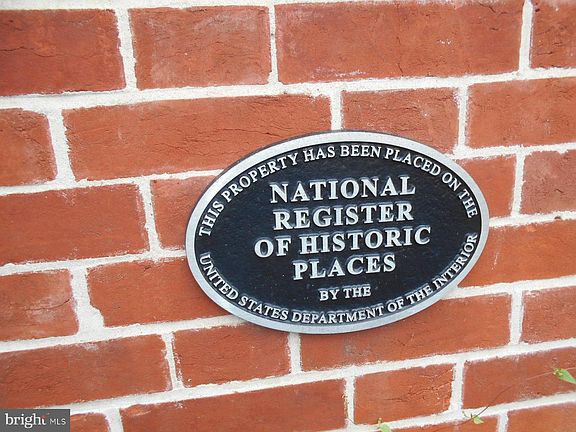 THIS PROPERTY HAS BEEN PLACED ON THE
NATIONAL
REGISTER
OF HISTORIC
PLACES
BY THE
UNITED STATES DEPARTMENT OF THE INTERIOR
bright MLS